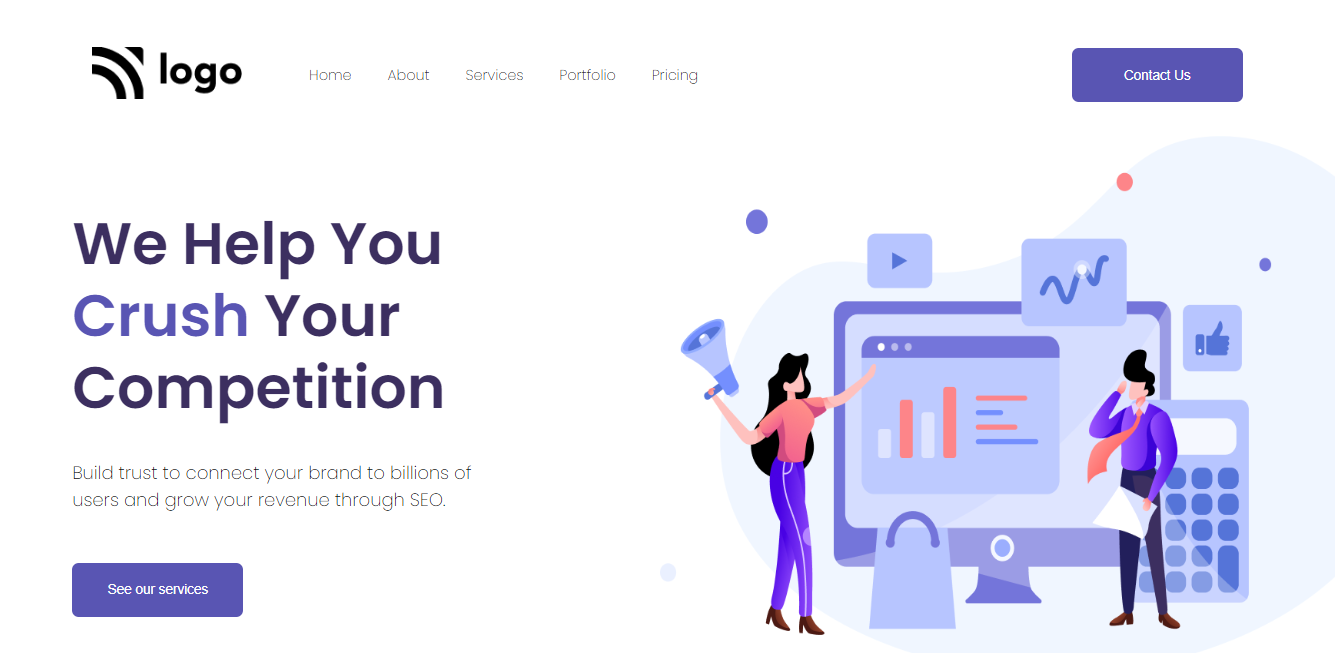 logo
Home
About
Services
Portfolio
Pricing
Contact Us
We Help You
Crush Your
Competition
Build trust to connect your brand to billions of
users and grow your revenue through SEO.
See our services